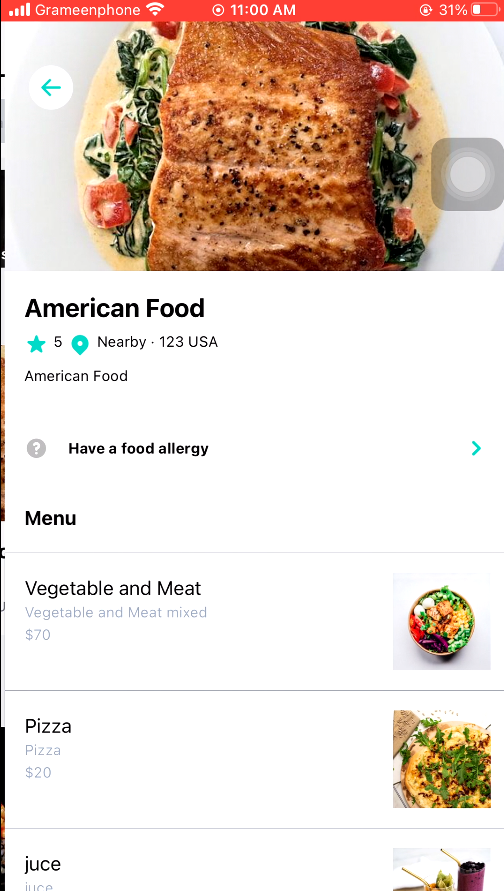 Grameenphone 11:00 AM 31%
American Food
5 Nearby · 123 USA
American Food
? Have a food allergy
Menu
Vegetable and Meat
Vegetable and Meat mixed
$70
Pizza
Pizza
$20
juce
juce